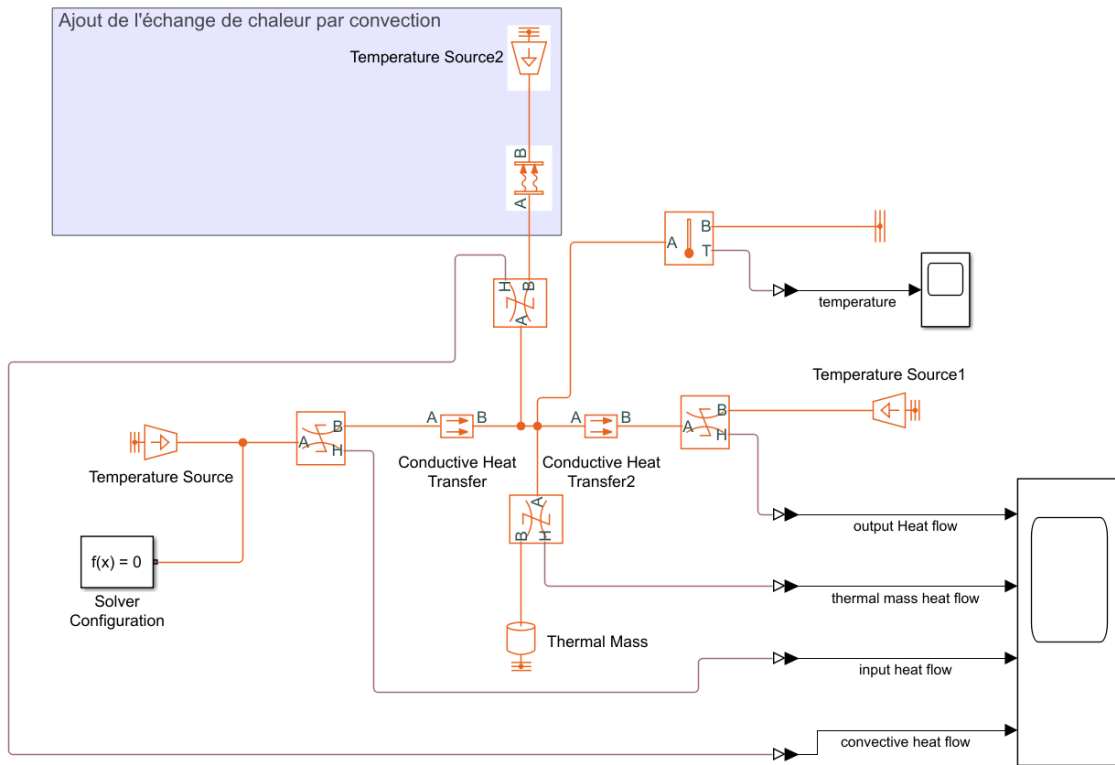 Ajout de l'échange de chaleur par convection
Temperature Source2
B
A
H
B
A
A
B
T
temperature
Temperature Source1
A
B
H
A
B
A
B
A
B
H
Temperature Source
Conductive Heat
Transfer
Conductive Heat
Transfer2
A
B
H
f(x) = 0
Solver
Configuration
Thermal Mass
output Heat flow
thermal mass heat flow
input heat flow
convective heat flow